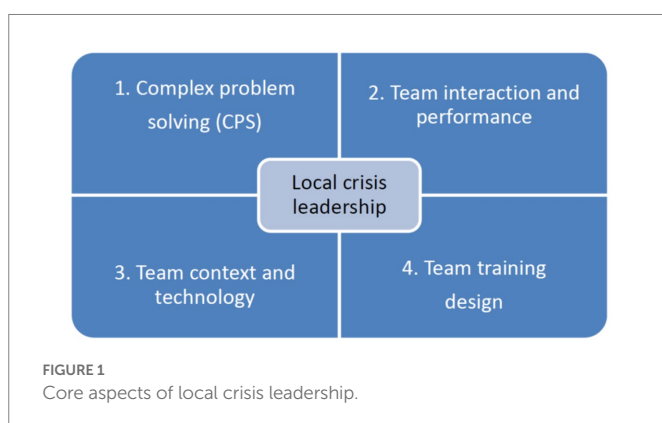 1. Complex problem
solving (CPS)
2. Team interaction and
performance
Local crisis
leadership
3. Team context and
technology
4. Team training
design
FIGURE 1
Core aspects of local crisis leadership.